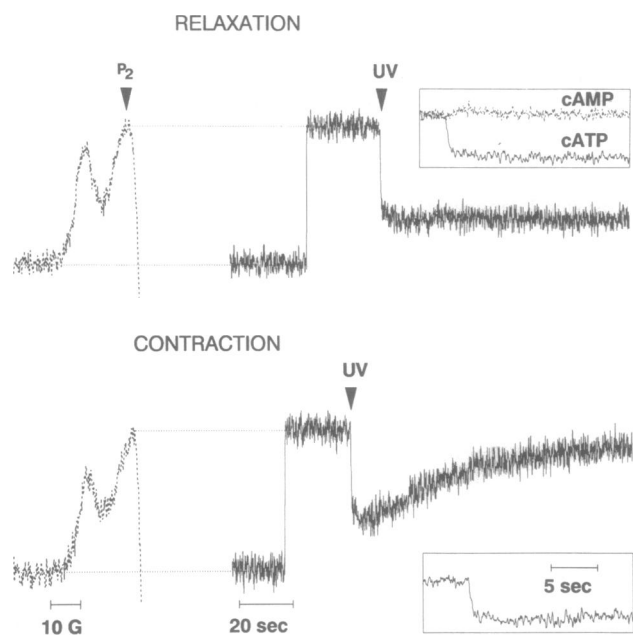 RELAXATION
P2
UV
cAMP
cATP
CONTRACTION
UV
10 G
20 sec
5 sec